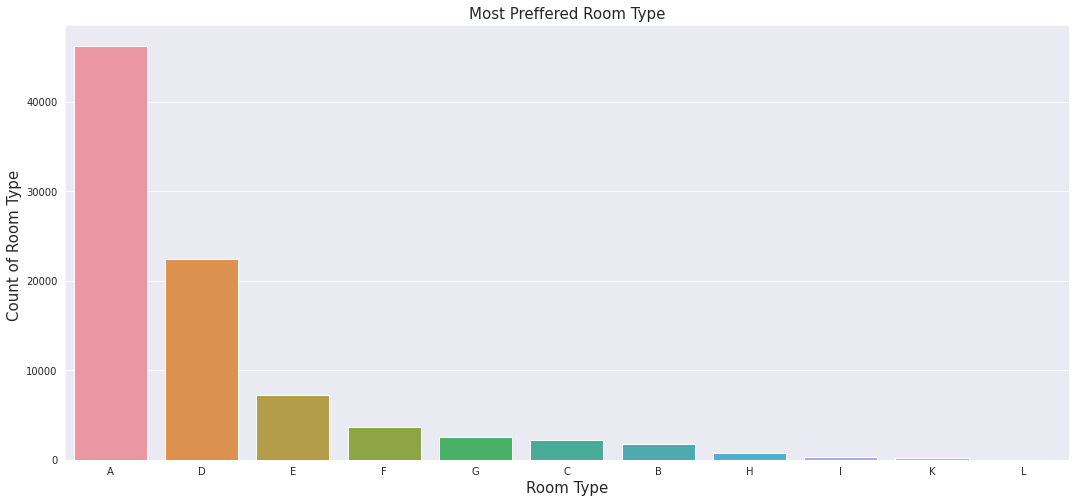 Most Preffered Room Type
Count of Room Type
40000
30000
20000
10000
0
A D E F G C B H I K L
Room Type